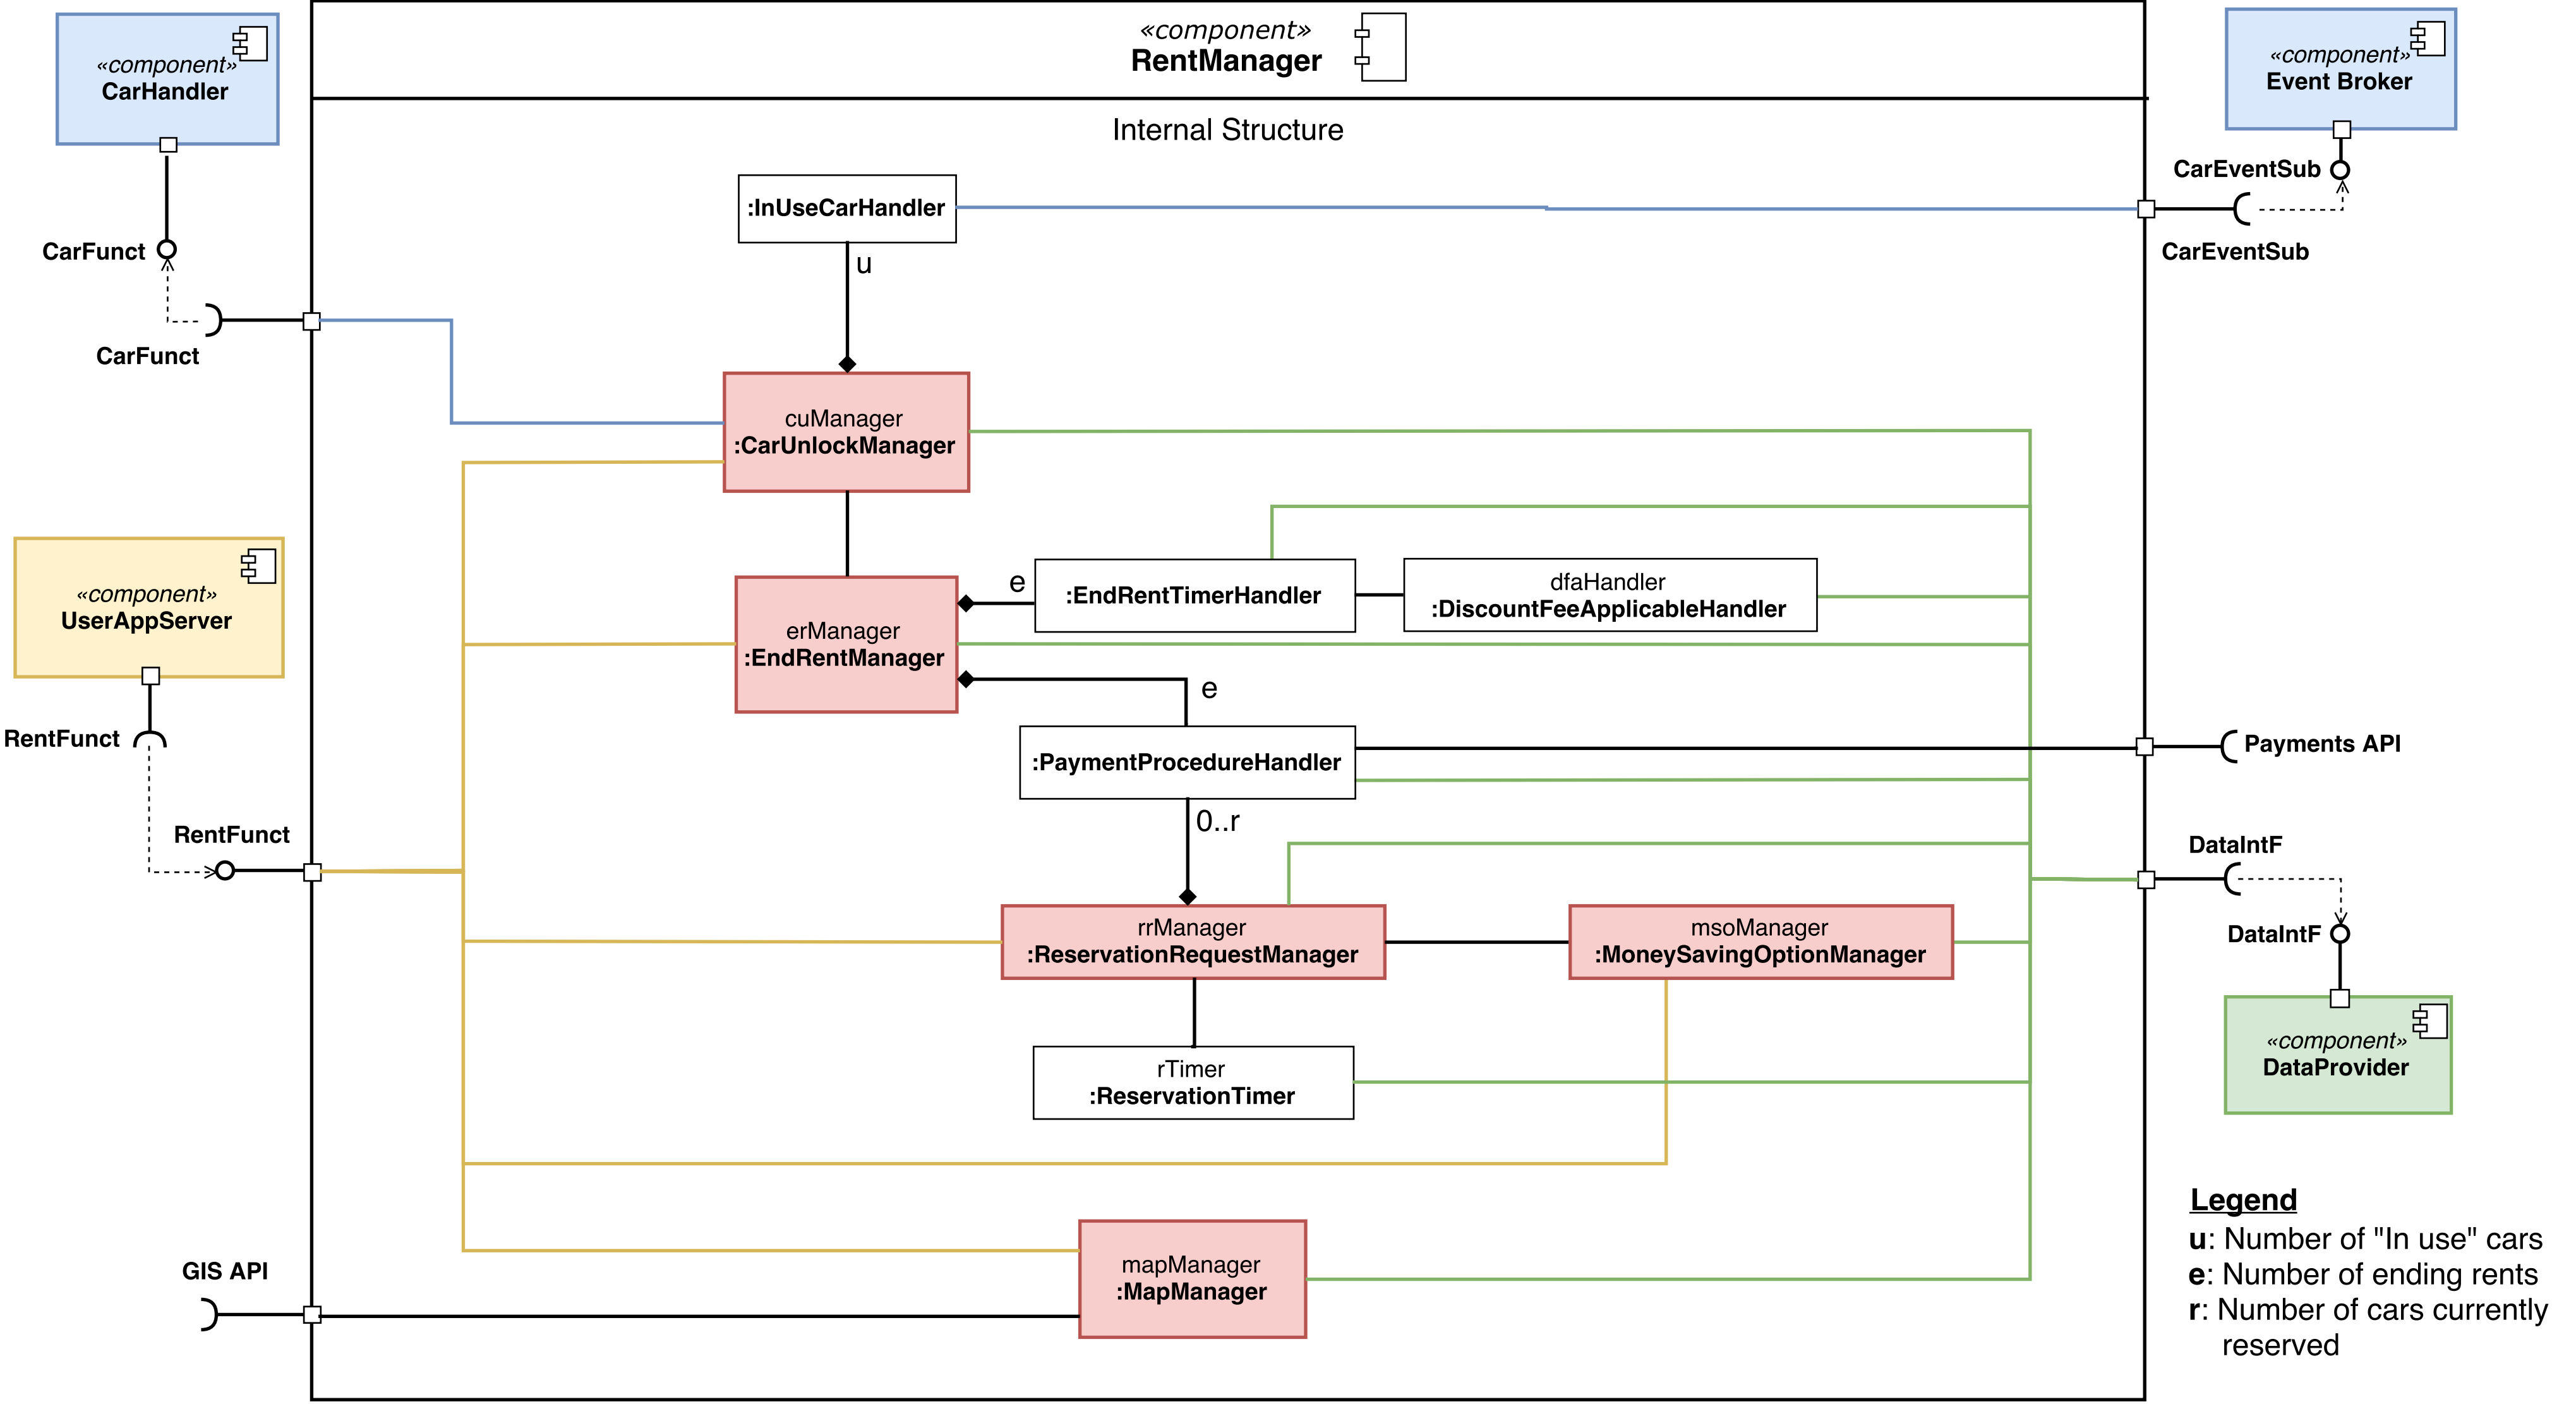 «component»
RentManager
Internal Structure
«component»
CarHandler
CarFunct
CarFunct
«component»
Event Broker
CarEventSub
CarEventSub
:InUseCarHandler
u
cuManager
:CarUnlockManager
«component»
UserAppServer
RentFunct
RentFunct
erManager
:EndRentManager
e
:EndRentTimerHandler
dfaHandler
:DiscountFeeApplicableHandler
e
:PaymentProcedureHandler
0..r
Payments API
DataIntF
DataIntF
«component»
DataProvider
rrManager
:ReservationRequestManager
msoManager
:MoneySavingOptionManager
rTimer
:ReservationTimer
GIS API
mapManager
:MapManager
Legend
u: Number of "In use" cars
e: Number of ending rents
r: Number of cars currently
reserved